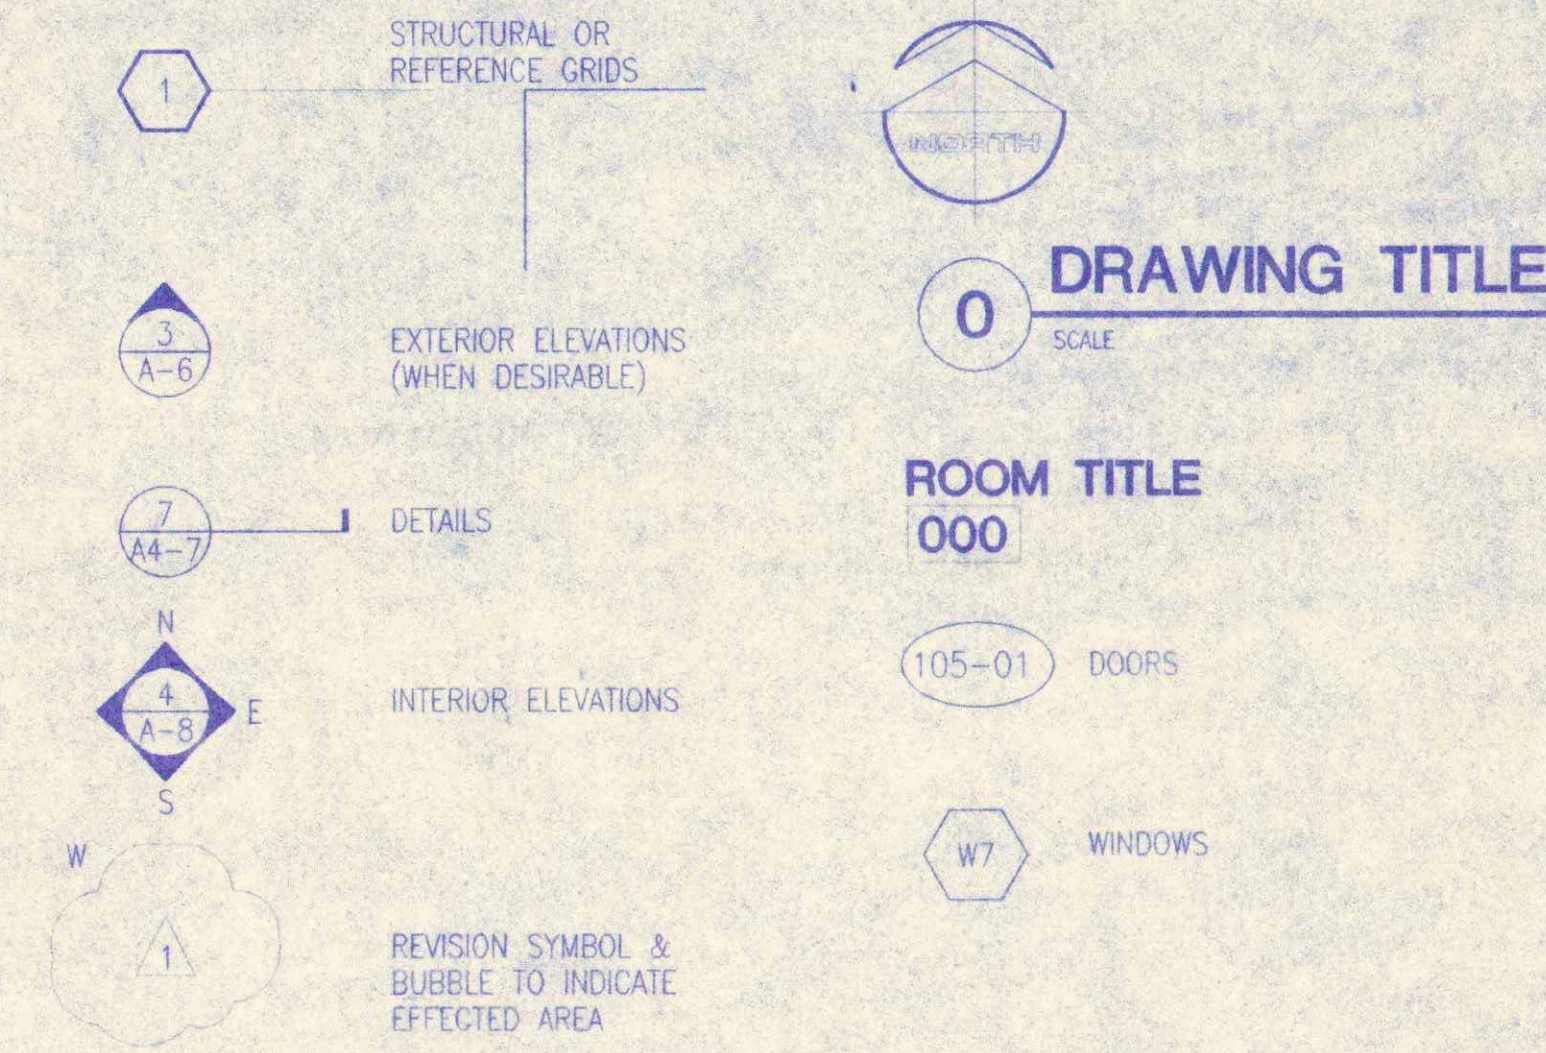 1
STRUCTURAL OR
REFERENCE GRIDS
3
A-6
EXTERIOR ELEVATIONS
(WHEN DESIRABLE)
7
A4-7
DETAILS
N
4
A-8
E
S
W
INTERIOR ELEVATIONS
1
REVISION SYMBOL &
BUBBLE TO INDICATE
EFFECTED AREA
NORTH
0
DRAWING TITLE
SCALE
ROOM TITLE
000
105-01
DOORS
W7
WINDOWS